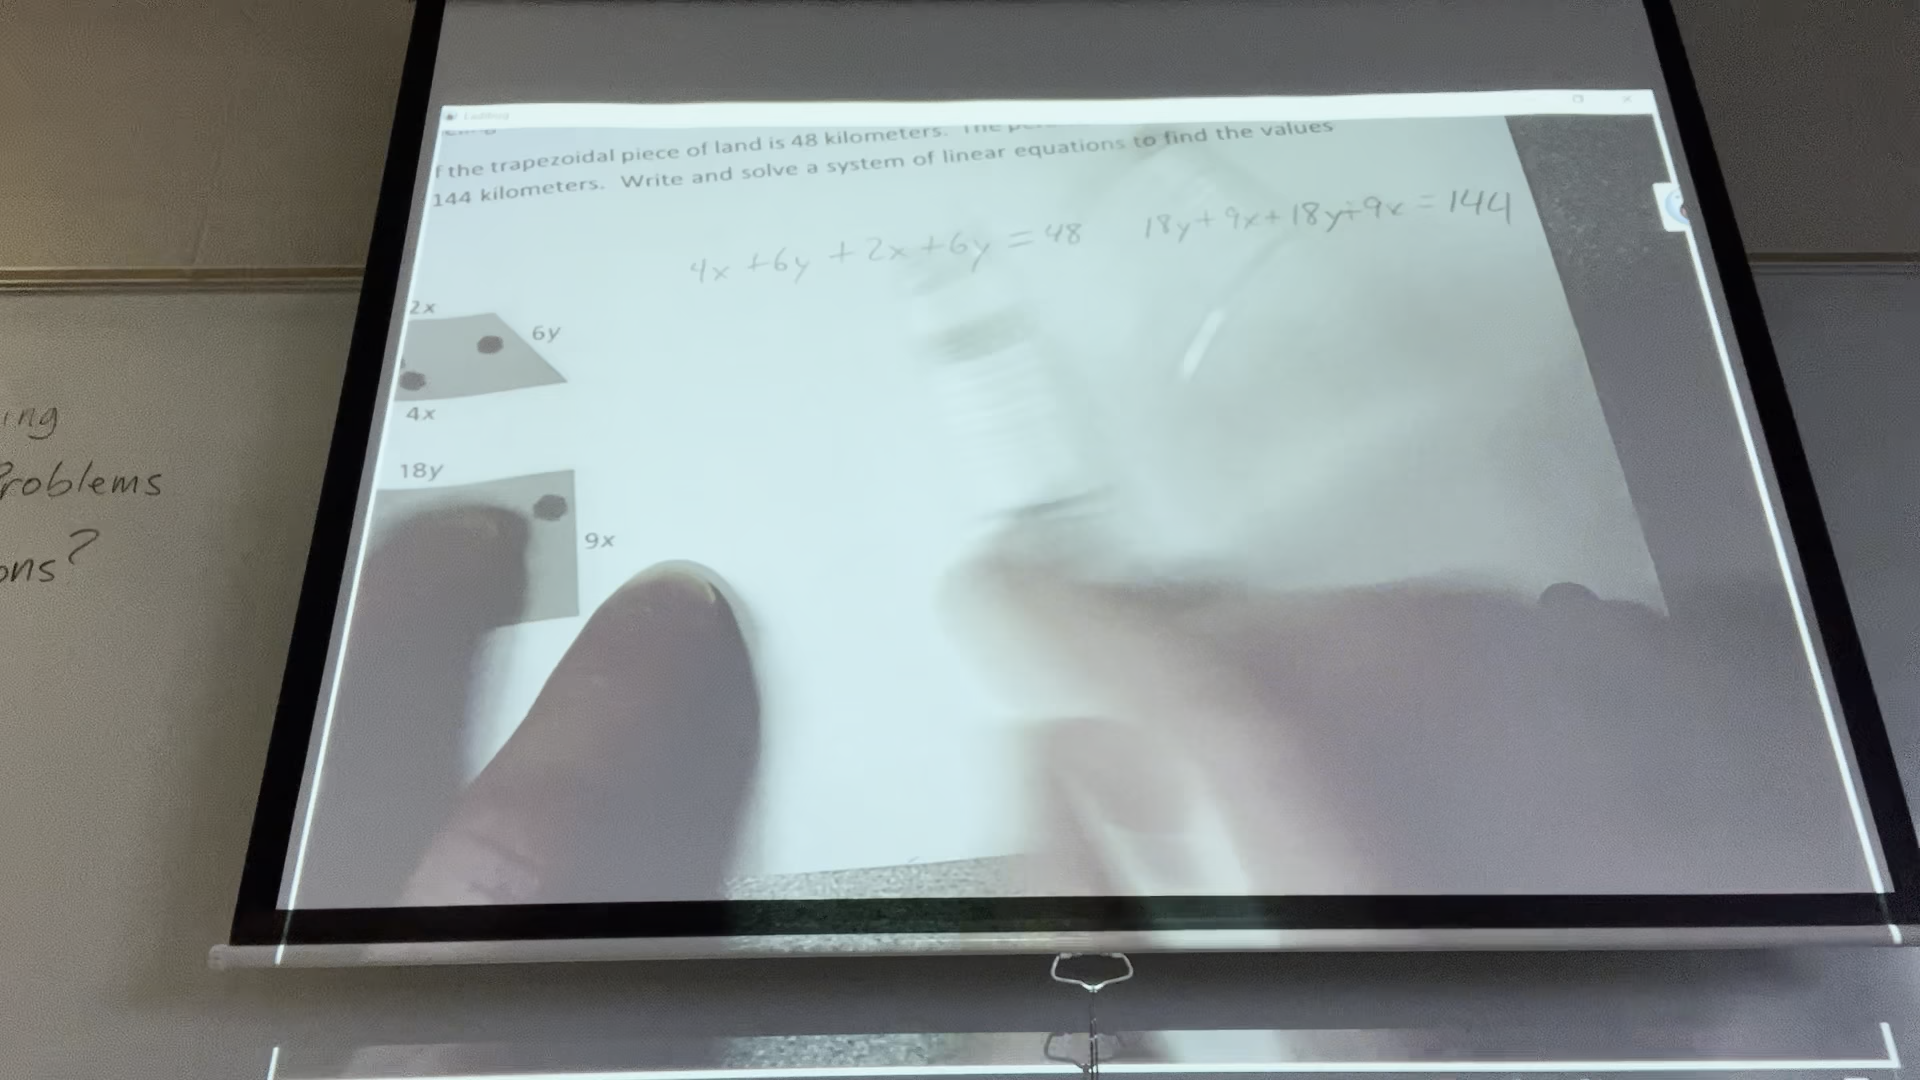 f the trapezoidal piece of land is 48 kilometers. The
144 kilometers. Write and solve a system of linear equations to find the values
4x + 6y + 2x + 6y = 48
18y + 9x + 18y + 9x = 144
2x
6y
4x
18y
9x
ing
Problems
ons?